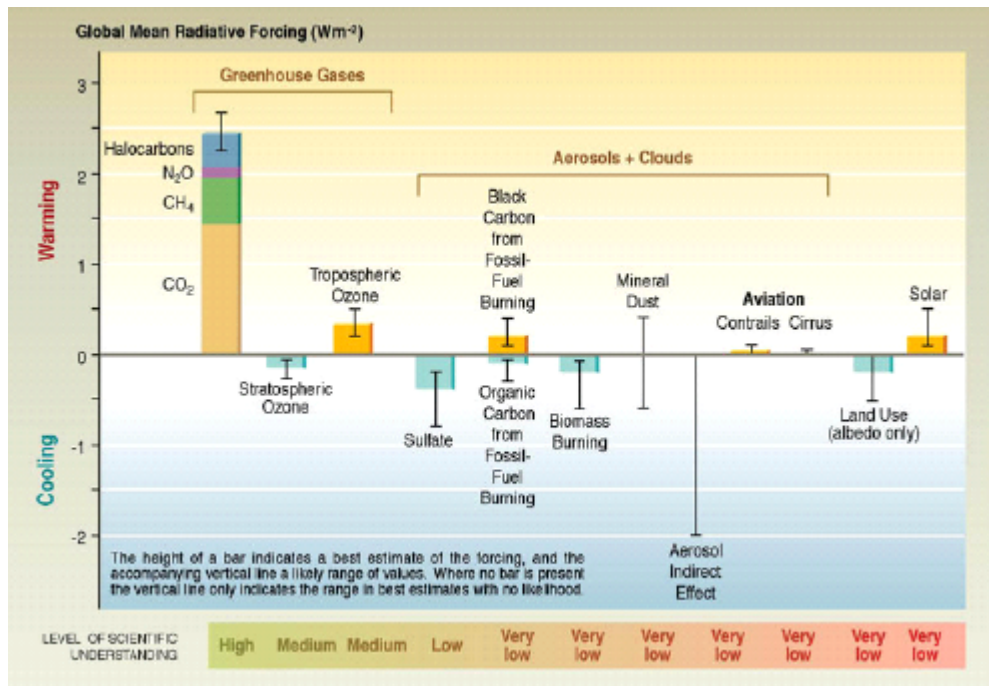 Global Mean Radiative Forcing (Wm-2)
Greenhouse Gases
3
2
1
0
-1
-2
Warming
Cooling
Halocarbons
N2O
CH4
CO2
Stratospheric
Ozone
Tropospheric
Ozone
Aerosols + Clouds
Sulfate
Black
Carbon
from
Fossil-
Fuel
Burning
Organic
Carbon
from
Fossil-
Fuel
Burning
Biomass
Burning
Mineral
Dust
Aerosol
Indirect
Effect
Aviation
Contrails Cirrus
Land Use
(albedo only)
Solar
The height of a bar indicates a best estimate of the forcing, and the
accompanying vertical line a likely range of values. Where no bar is present
the vertical line only indicates the range in best estimates with no likelihood.
LEVEL OF SCIENTIFIC
UNDERSTANDING
High
Medium
Medium
Low
Very
low
Very
low
Very
low
Very
low
Very
low
Very
low
Very
low